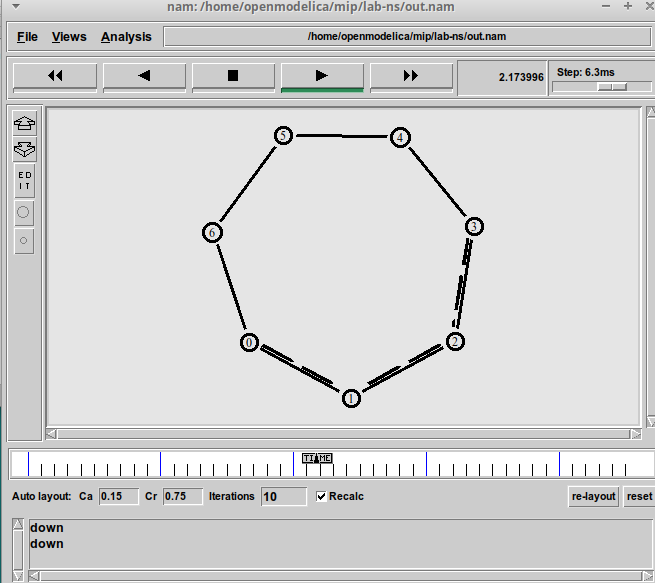 nam: /home/openmodelica/mip/lab-ns/out.nam
File Views Analysis /home/openmodelica/mip/lab-ns/out.nam
2.173996 Step: 6.3ms
ED
IT
5 4
6 3
0 2
1
TIME
Auto layout: Ca 0.15 Cr 0.75 Iterations 10 Recalc re-layout reset
down
down